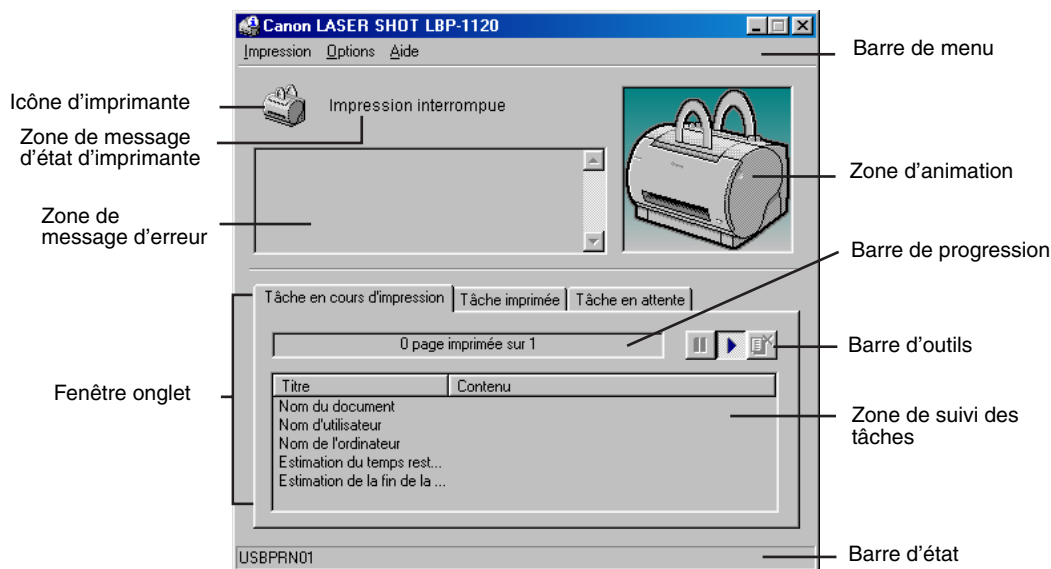 Canon LASER SHOT LBP-1120
Impression Options Aide
Barre de menu
Icône d'imprimante
Impression interrompue
Zone de message
d'état d'imprimante
Zone d'animation
Zone de
message d'erreur
Barre de progression
Tâche en cours d'impression Tâche imprimée Tâche en attente
0 page imprimée sur 1
Barre d'outils
Fenêtre onglet
Titre Contenu
Nom du document
Nom d'utilisateur
Nom de l'ordinateur
Estimation du temps rest...
Estimation de la fin de la ...
Zone de suivi des
tâches
USBPRN01
Barre d'état